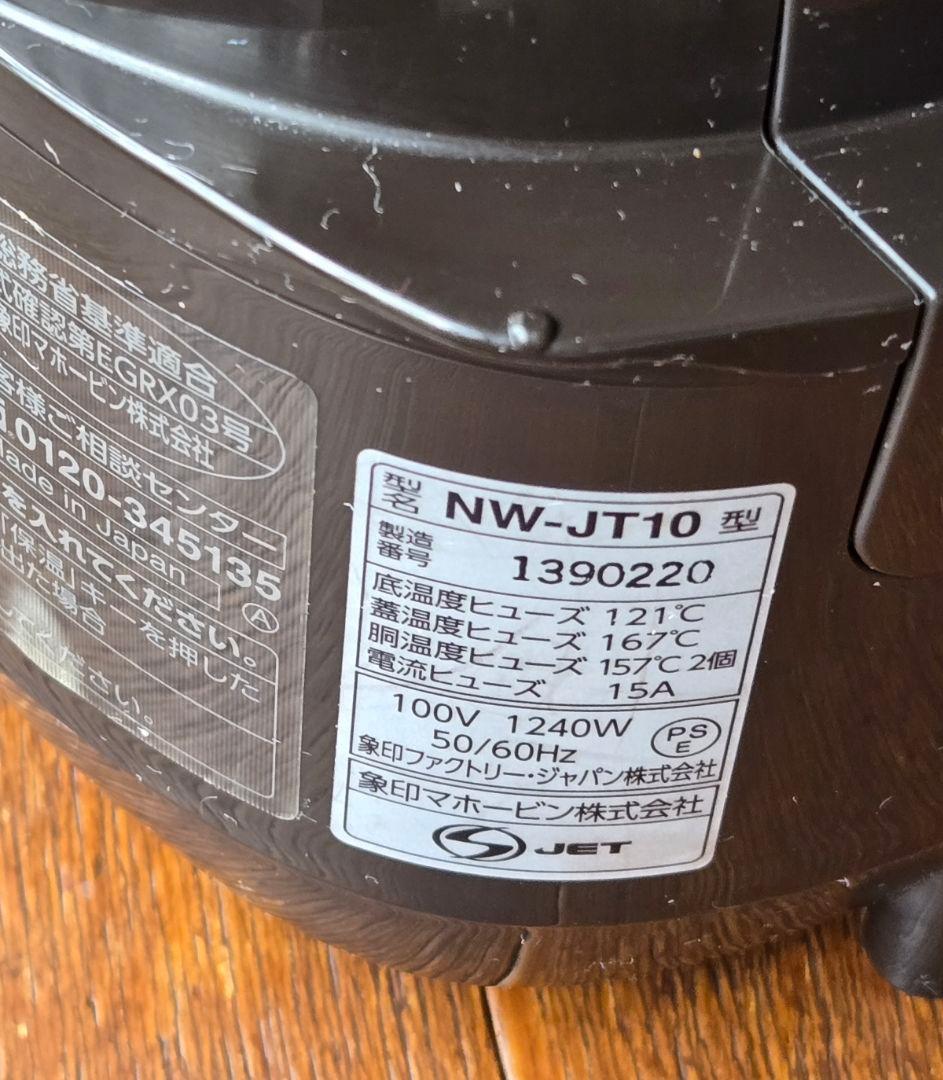 総務省基準適合
式確認第EGRX03号
象印マホービン株式会社
客様ご相談センター
0120-345135
Made in Japan
Ⓐ
を入れてください。
「保温」キーを押した
出た場合
してください。
型名 NW-JT10 型
製造番号 1390220
底温度ヒューズ 121℃
蓋温度ヒューズ 167℃
胴温度ヒューズ 157℃ 2個
電流ヒューズ 15A
100V 1240W
50/60Hz
PSE
象印ファクトリー・ジャパン株式会社
象印マホービン株式会社
JET